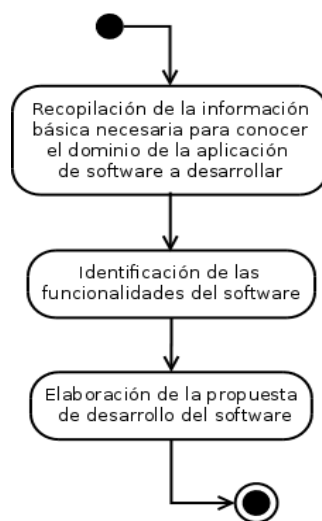 Recopilación de la información
básica necesaria para conocer
el dominio de la aplicación
de software a desarrollar
Identificación de las
funcionalidades del software
Elaboración de la propuesta
de desarrollo del software